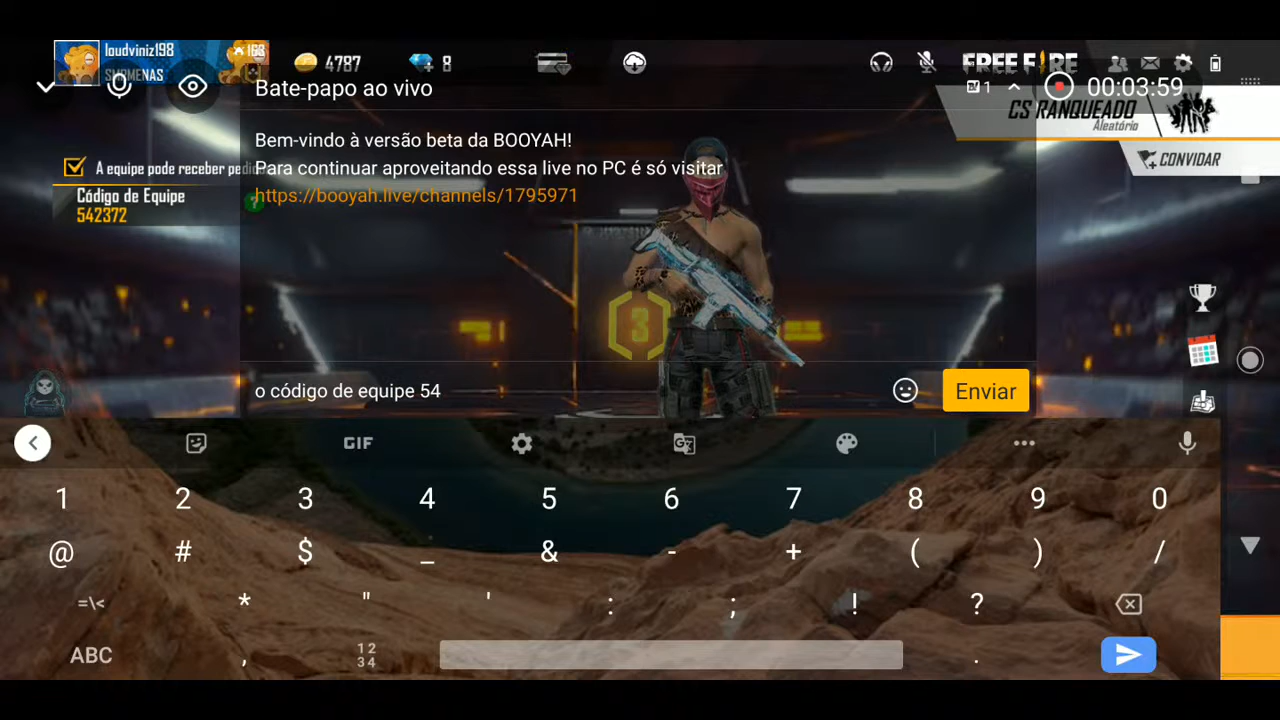 loudviniz198
163
4787
8
FREE FIRE
Bate-papo ao vivo
1
00:03:59
CS RANQUEADO
Aleatório
CONVIDAR
Bem-vindo à versão beta da BOOYAH!
A equipe pode receber pedi
Para continuar aproveitando essa live no PC é só visitar
https://booyah.live/channels/1795971
Código de Equipe
542372
3
o código de equipe 54
Enviar
GIF
1 2 3 4 5 6 7 8 9 0
@ # $ _ & - + ( ) /
=\< * " ' : ; ! ?
ABC , 12 .
34